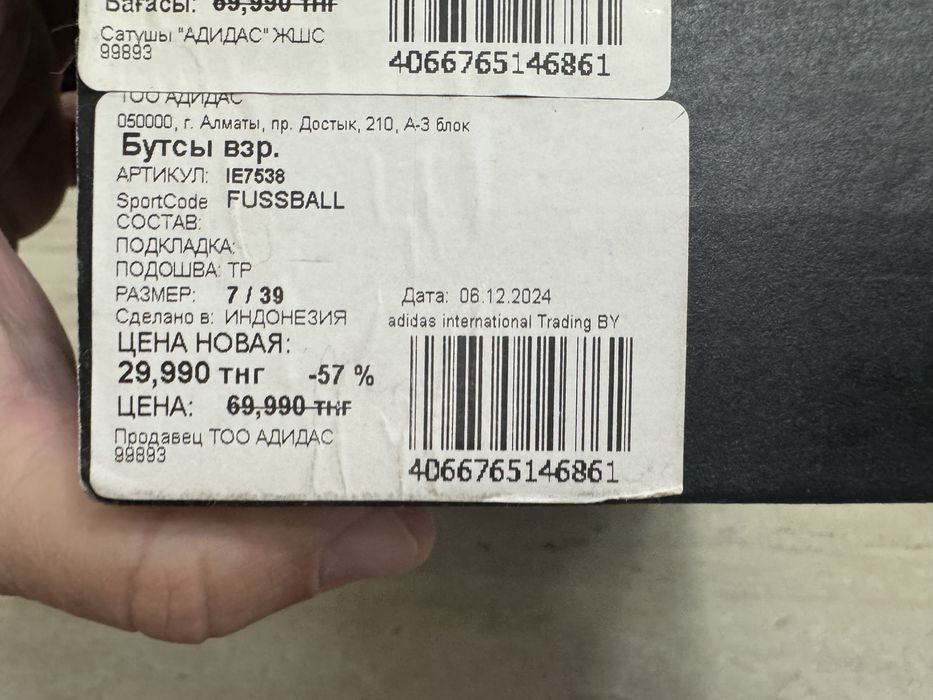 Бағасы: 69,990 тнг
Сатушы "АДИДАС" ЖШС
99893
4066765146861
ТОО АДИДАС
050000, г. Алматы, пр. Достык, 210, А-3 блок
Бутсы взр.
АРТИКУЛ: IE7538
SportCode FUSSBALL
СОСТАВ:
ПОДКЛАДКА:
ПОДОШВА: TP
РАЗМЕР: 7 / 39
Дата: 06.12.2024
Сделано в: ИНДОНЕЗИЯ
adidas international Trading BY
ЦЕНА НОВАЯ:
29,990 тнг -57 %
ЦЕНА: 69,990 тнг
Продавец ТОО АДИДАС
99893
4066765146861